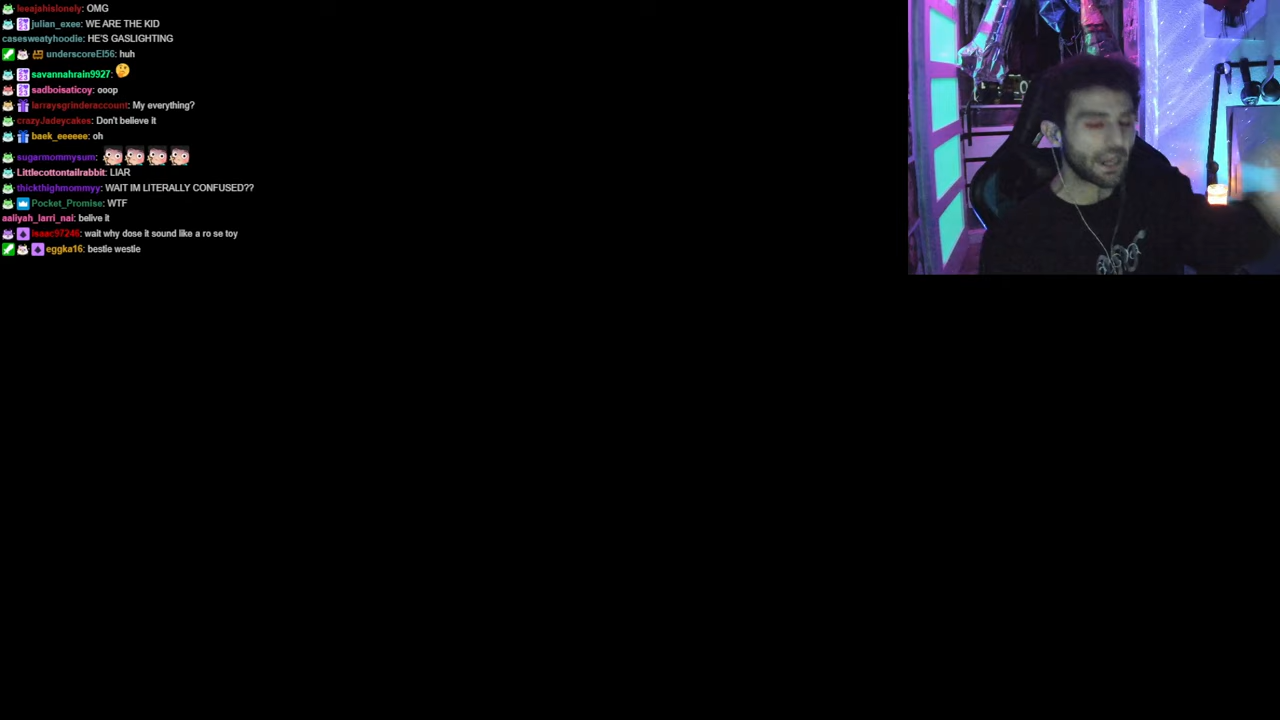 leeajahislonely: OMG
julian_exee: WE ARE THE KID
casesweatyhoodie: HE'S GASLIGHTING
underscoreEl56: huh
savannahrain9927:
sadboisaticoy: ooop
larraysgrinderaccount: My everything?
crazyJadeycakes: Don't believe it
baek_eeeeee: oh
sugarmommysum:
Littlecottontailrabbit: LIAR
thickthighmommyy: WAIT IM LITERALLY CONFUSED??
Pocket_Promise: WTF
aaliyah_larri_nai: belive it
isaac97246: wait why dose it sound like a ro se toy
eggka16: bestie westie